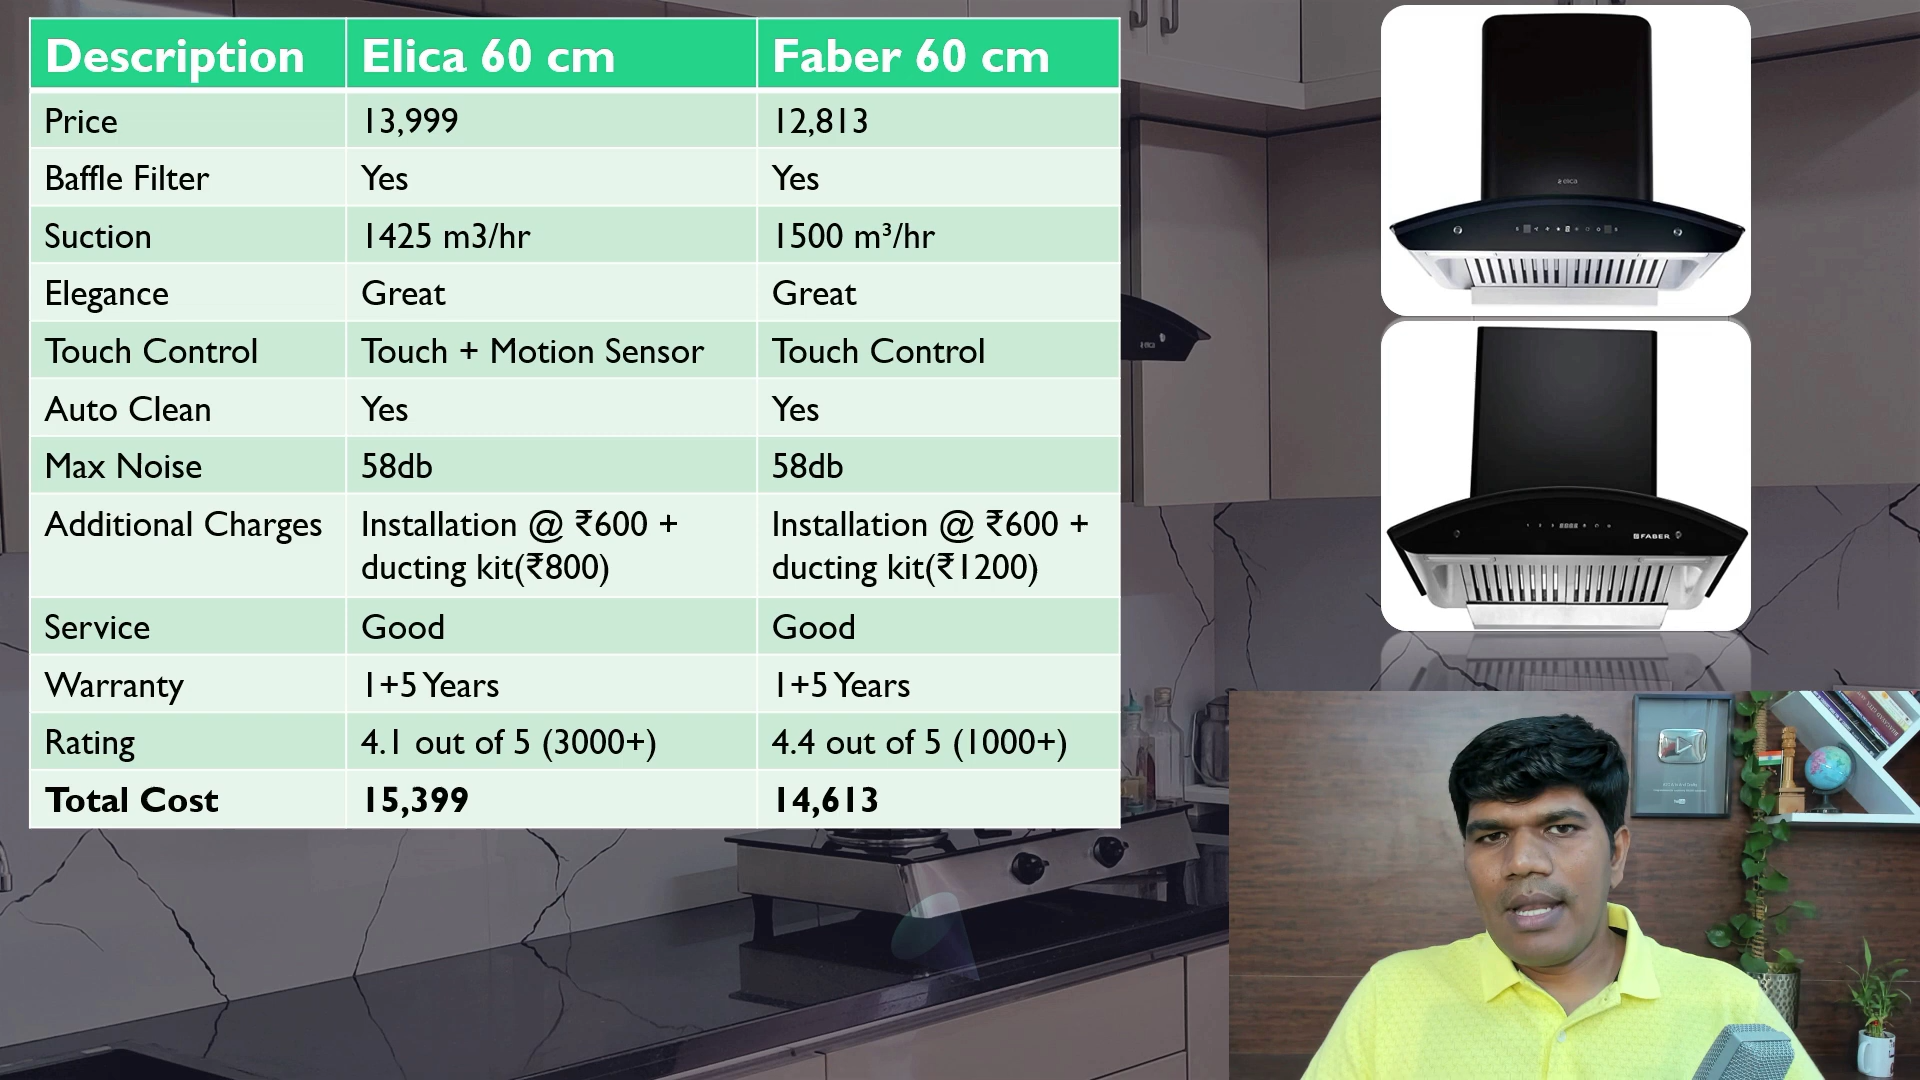 Description Elica 60 cm Faber 60 cm
Price 13,999 12,813
Baffle Filter Yes Yes
Suction 1425 m3/hr 1500 m³/hr
Elegance Great Great
Touch Control Touch + Motion Sensor Touch Control
Auto Clean Yes Yes
Max Noise 58db 58db
Additional Charges Installation @ ₹600 + Installation @ ₹600 +
ducting kit(₹800) ducting kit(₹1200)
Service Good Good
Warranty 1+5 Years 1+5 Years
Rating 4.1 out of 5 (3000+) 4.4 out of 5 (1000+)
Total Cost 15,399 14,613
elica
FABER